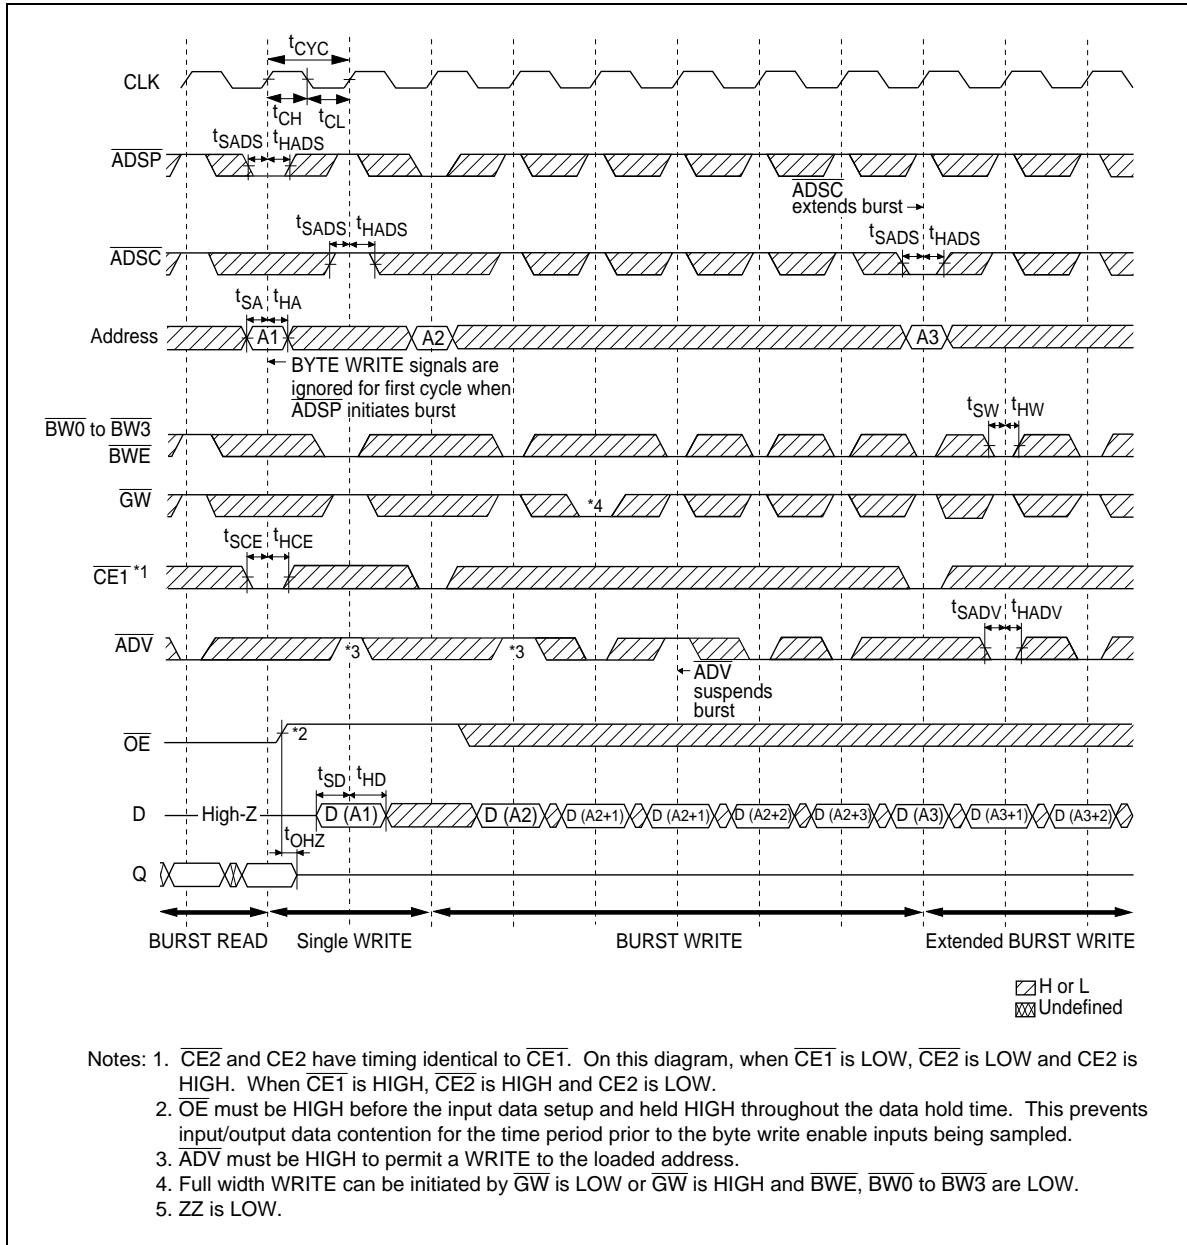 tCYC
CLK
tCH tCL
tSADS tHADS
ADSP
ADSC
extends burst
tSADS tHADS
tSADS tHADS
ADSC
tSA tHA
Address A1 A2 A3
BYTE WRITE signals are
ignored for first cycle when
ADSP initiates burst
tSW tHW
BW0 to BW3
BWE
GW *4
tSCE tHCE
CE1 *1
tSADV tHADV
ADV *3 *3
ADV
suspends
burst
OE *2
tSD tHD
D High-Z D (A1) D (A2) D (A2+1) D (A2+1) D (A2+2) D (A2+3) D (A3) D (A3+1) D (A3+2)
tOHZ
Q
BURST READ Single WRITE BURST WRITE Extended BURST WRITE
H or L
Undefined
Notes: 1. CE2 and CE2 have timing identical to CE1. On this diagram, when CE1 is LOW, CE2 is LOW and CE2 is
HIGH. When CE1 is HIGH, CE2 is HIGH and CE2 is LOW.
2. OE must be HIGH before the input data setup and held HIGH throughout the data hold time. This prevents
input/output data contention for the time period prior to the byte write enable inputs being sampled.
3. ADV must be HIGH to permit a WRITE to the loaded address.
4. Full width WRITE can be initiated by GW is LOW or GW is HIGH and BWE, BW0 to BW3 are LOW.
5. ZZ is LOW.